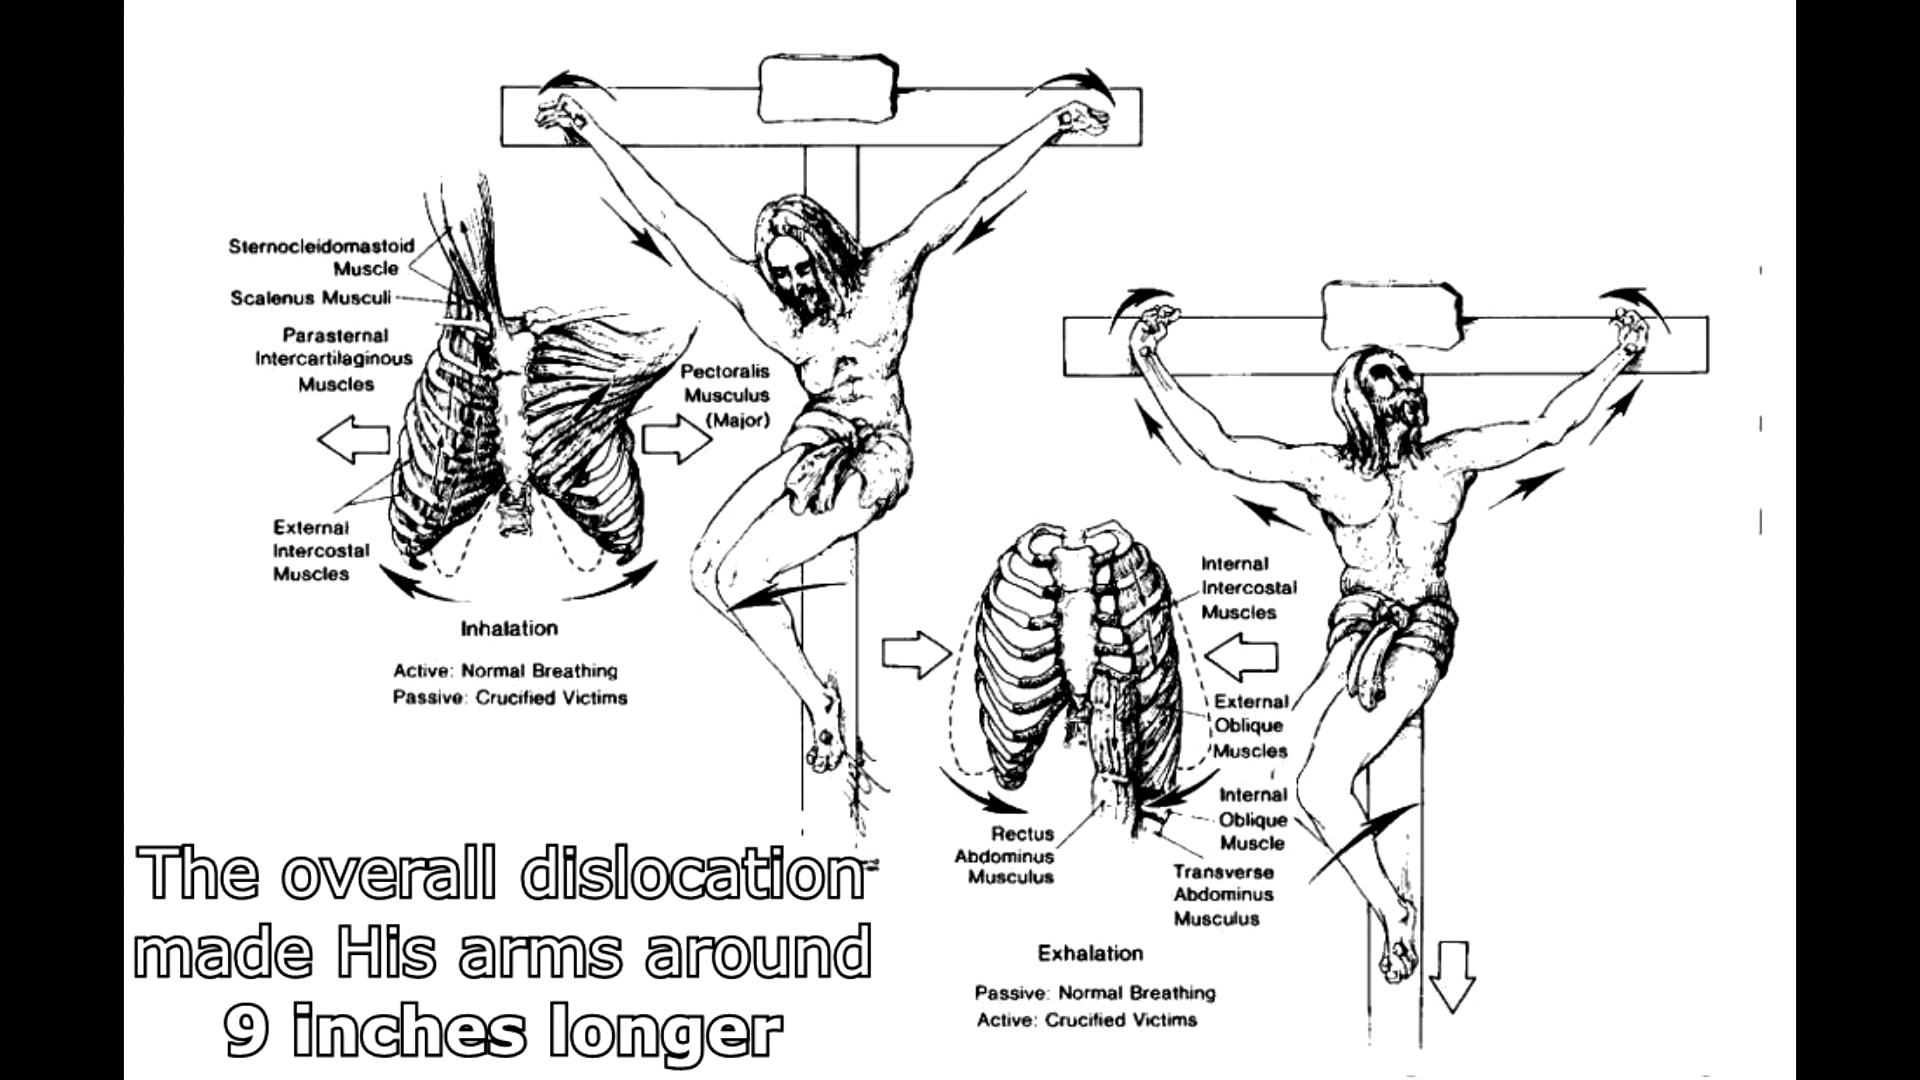 Sternocleidomastoid
Muscle
Scalenus Musculi
Parasternal
Intercartilaginous
Muscles
Pectoralis
Musculus
(Major)
External
Intercostal
Muscles
Inhalation
Active: Normal Breathing
Passive: Crucified Victims
Internal
Intercostal
Muscles
External
Oblique
Muscles
Internal
Oblique
Muscle
Rectus
Abdominus
Musculus
Transverse
Abdominus
Musculus
Exhalation
Passive: Normal Breathing
Active: Crucified Victims
The overall dislocation
made His arms around
9 inches longer